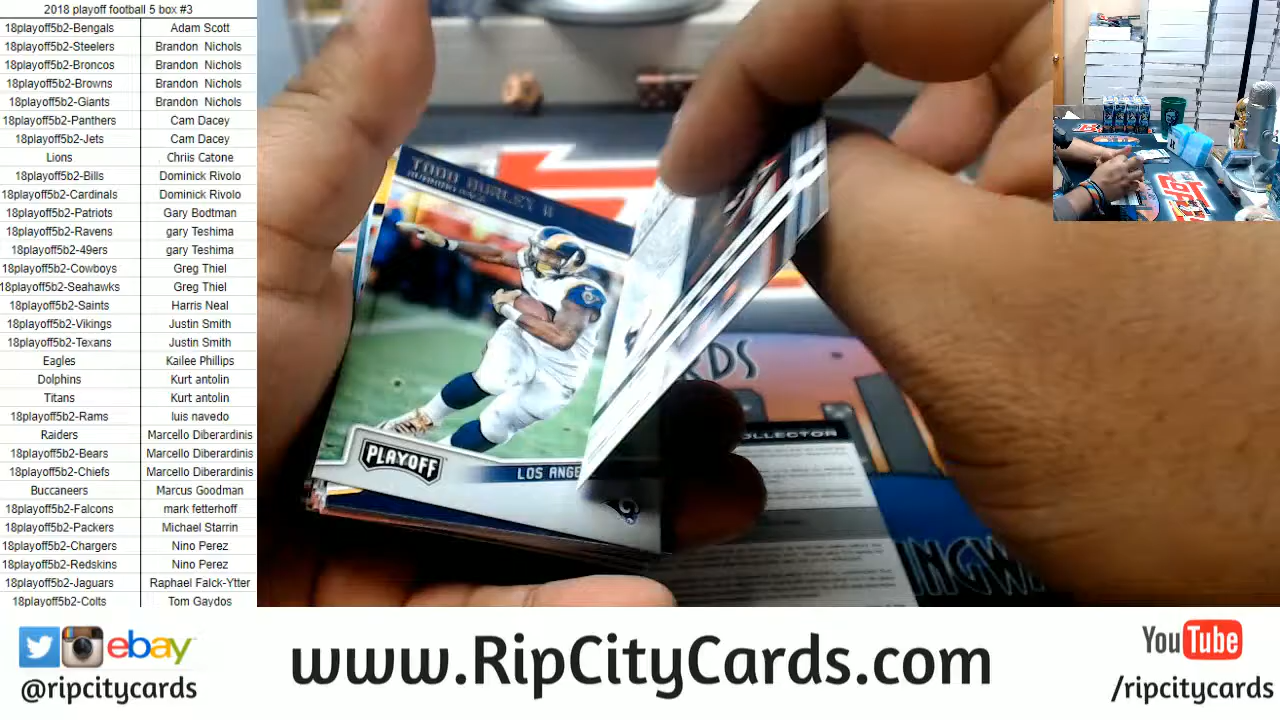 2018 playoff football 5 box #3
18playoff5b2-Bengals Adam Scott
18playoff5b2-Steelers Brandon Nichols
18playoff5b2-Broncos Brandon Nichols
18playoff5b2-Browns Brandon Nichols
18playoff5b2-Giants Brandon Nichols
18playoff5b2-Panthers Cam Dacey
18playoff5b2-Jets Cam Dacey
Lions Chriis Catone
18playoff5b2-Bills Dominick Rivolo
18playoff5b2-Cardinals Dominick Rivolo
18playoff5b2-Patriots Gary Bodtman
18playoff5b2-Ravens gary Teshima
18playoff5b2-49ers gary Teshima
18playoff5b2-Cowboys Greg Thiel
18playoff5b2-Seahawks Greg Thiel
18playoff5b2-Saints Harris Neal
18playoff5b2-Vikings Justin Smith
18playoff5b2-Texans Justin Smith
Eagles Kailee Phillips
Dolphins Kurt antolin
Titans Kurt antolin
18playoff5b2-Rams luis navedo
Raiders Marcello Diberardinis
18playoff5b2-Bears Marcello Diberardinis
18playoff5b2-Chiefs Marcello Diberardinis
Buccaneers Marcus Goodman
18playoff5b2-Falcons mark fetterhoff
18playoff5b2-Packers Michael Starrin
18playoff5b2-Chargers Nino Perez
18playoff5b2-Redskins Nino Perez
18playoff5b2-Jaguars Raphael Falck-Ytter
18playoff5b2-Colts Tom Gaydos
TODD GURLEY II
RUNNING BACK
PLAYOFF
LOS ANGE
RDS
OLLECTOR
INGW
ebay
@ripcitycards
www.RipCityCards.com
YouTube
/ripcitycards